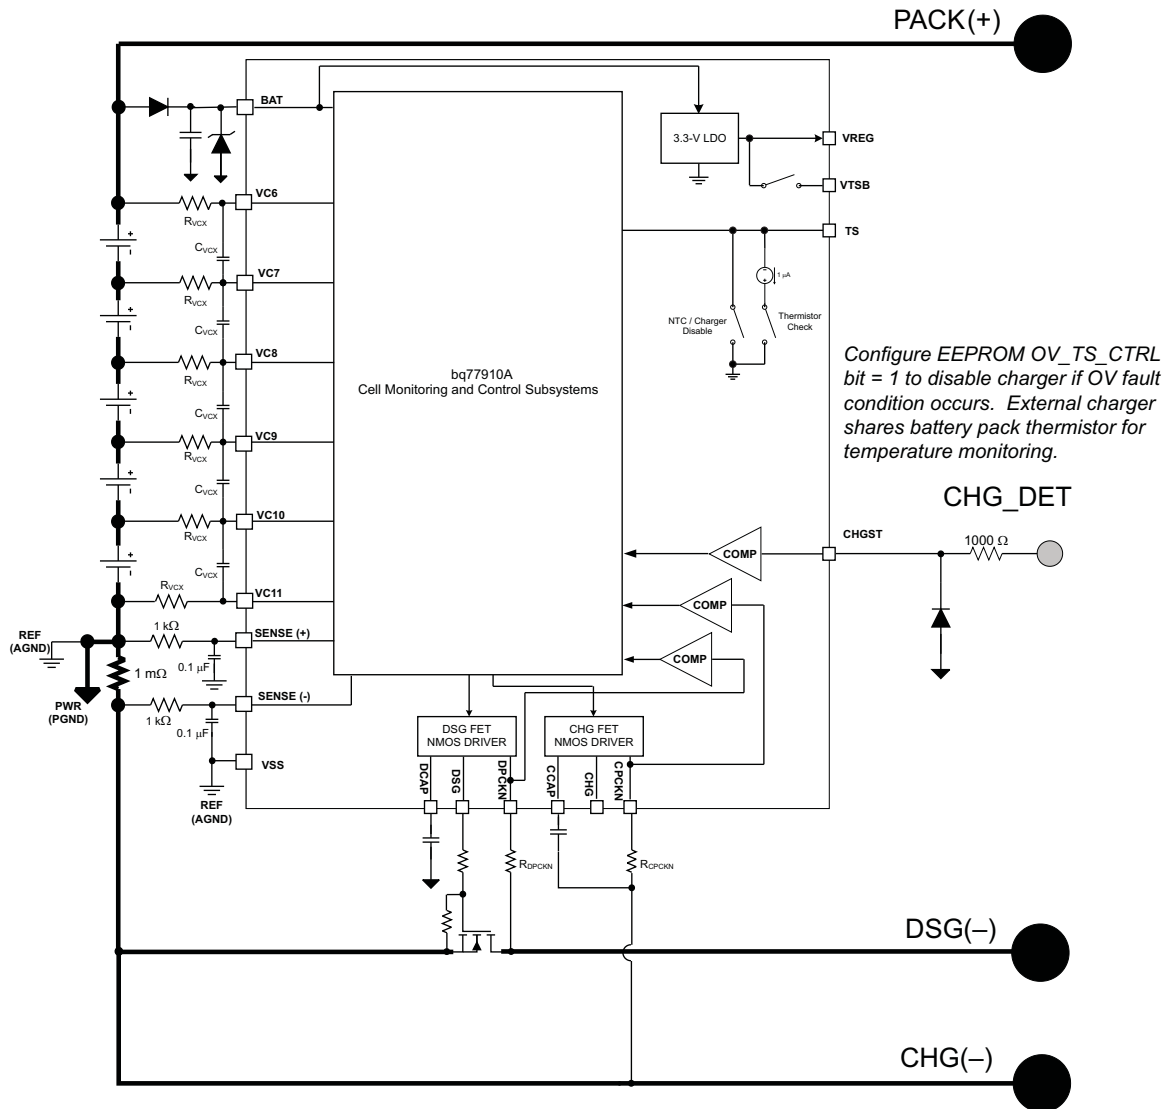 PACK(+)
BAT
3.3-V LDO
VREG
VTSB
VC6
RVCX
CVCX
TS
1 µA
VC7
RVCX
CVCX
NTC / Charger
Disable
Thermistor
Check
VC8
RVCX
CVCX
bq77910A
Cell Monitoring and Control Subsystems
Configure EEPROM OV_TS_CTRL
bit = 1 to disable charger if OV fault
condition occurs. External charger
shares battery pack thermistor for
temperature monitoring.
VC9
RVCX
CVCX
VC10
RVCX
CVCX
CHG_DET
CHGST
1000 Ω
COMP
RVCX
VC11
COMP
1 kΩ
SENSE (+)
REF
(AGND)
0.1 µF
COMP
1 mΩ
PWR
(PGND)
1 kΩ
SENSE (-)
0.1 µF
DSG FET
NMOS DRIVER
CHG FET
NMOS DRIVER
VSS
REF
(AGND)
DCAP
DSG
DPCKN
CCAP
CHG
CPCKN
RDPCKN
RCPCKN
DSG(–)
CHG(–)